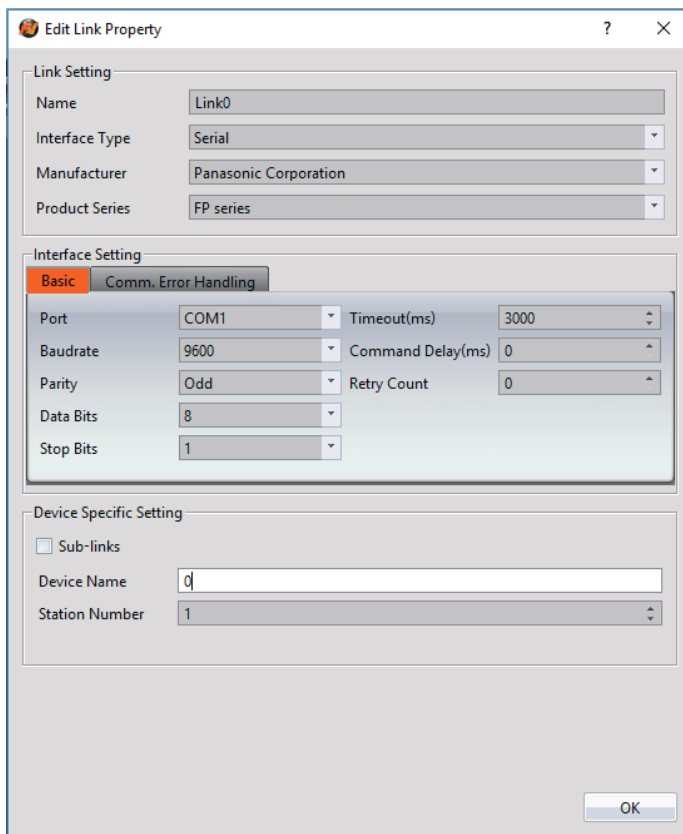 Edit Link Property
Link Setting
Name Link0
Interface Type Serial
Manufacturer Panasonic Corporation
Product Series FP series
Interface Setting
Basic Comm. Error Handling
Port COM1 Timeout(ms) 3000
Baudrate 9600 Command Delay(ms) 0
Parity Odd Retry Count 0
Data Bits 8
Stop Bits 1
Device Specific Setting
Sub-links
Device Name 0
Station Number 1
OK